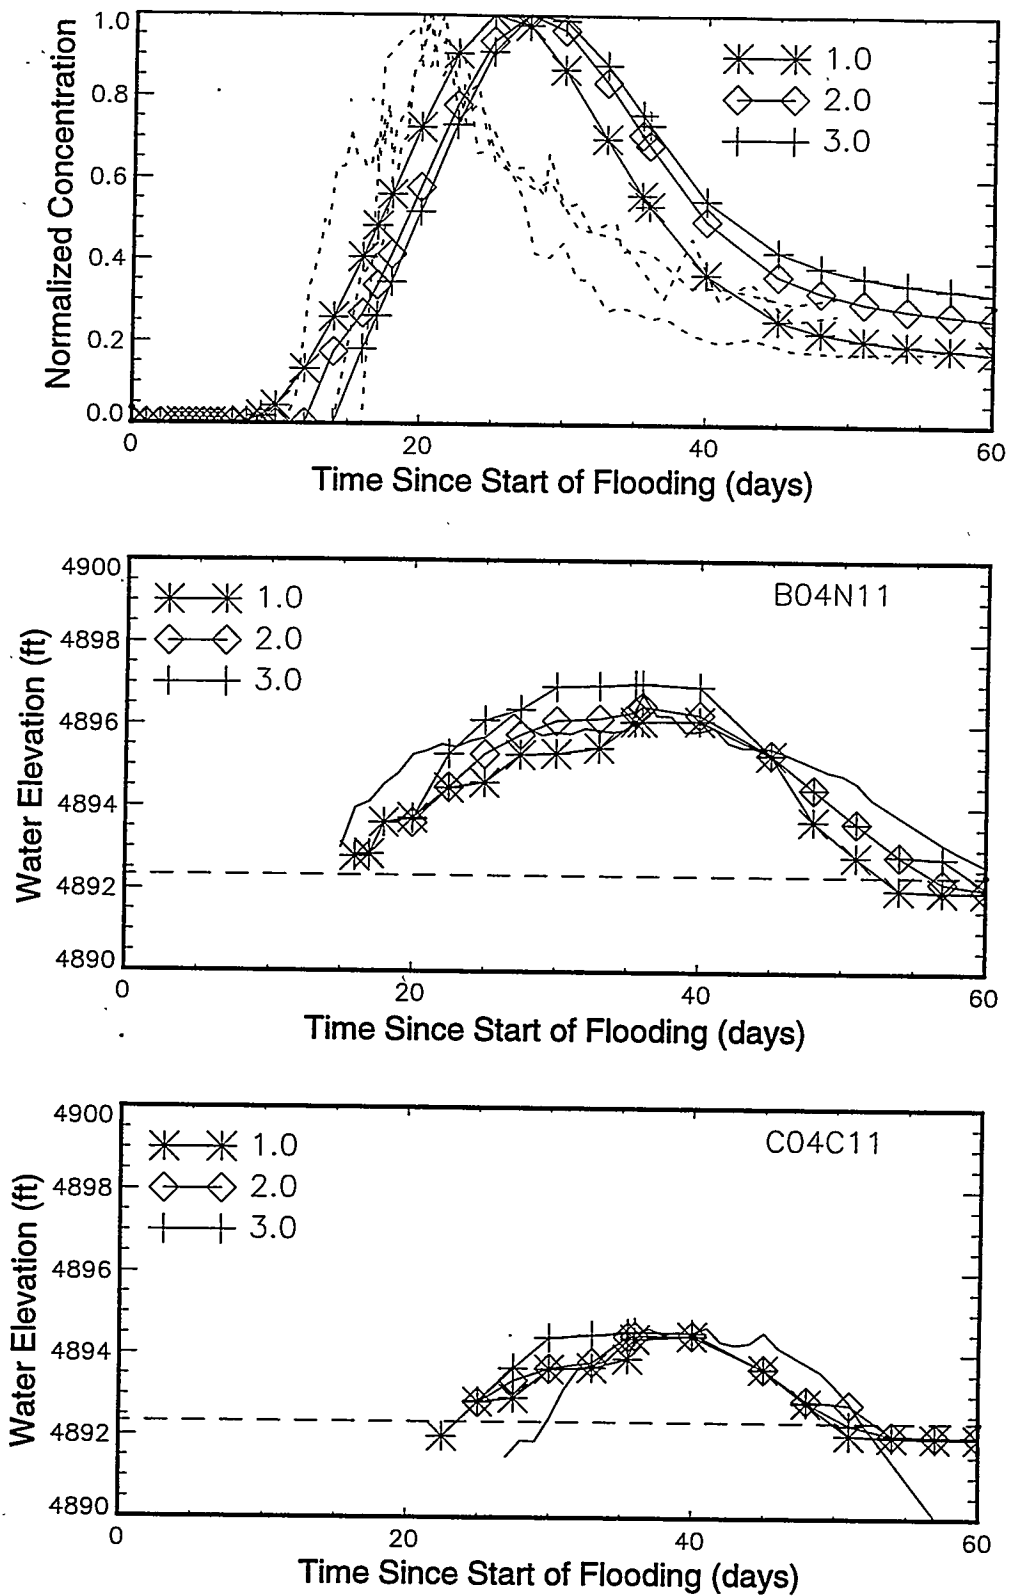 Normalized Concentration
1.0
0.8
0.6
0.4
0.2
0.0
1.0
2.0
3.0
0 20 40 60
Time Since Start of Flooding (days)
Water Elevation (ft)
4900
4898
4896
4894
4892
4890
1.0
2.0
3.0
B04N11
0 20 40 60
Time Since Start of Flooding (days)
Water Elevation (ft)
4900
4898
4896
4894
4892
4890
1.0
2.0
3.0
C04C11
0 20 40 60
Time Since Start of Flooding (days)